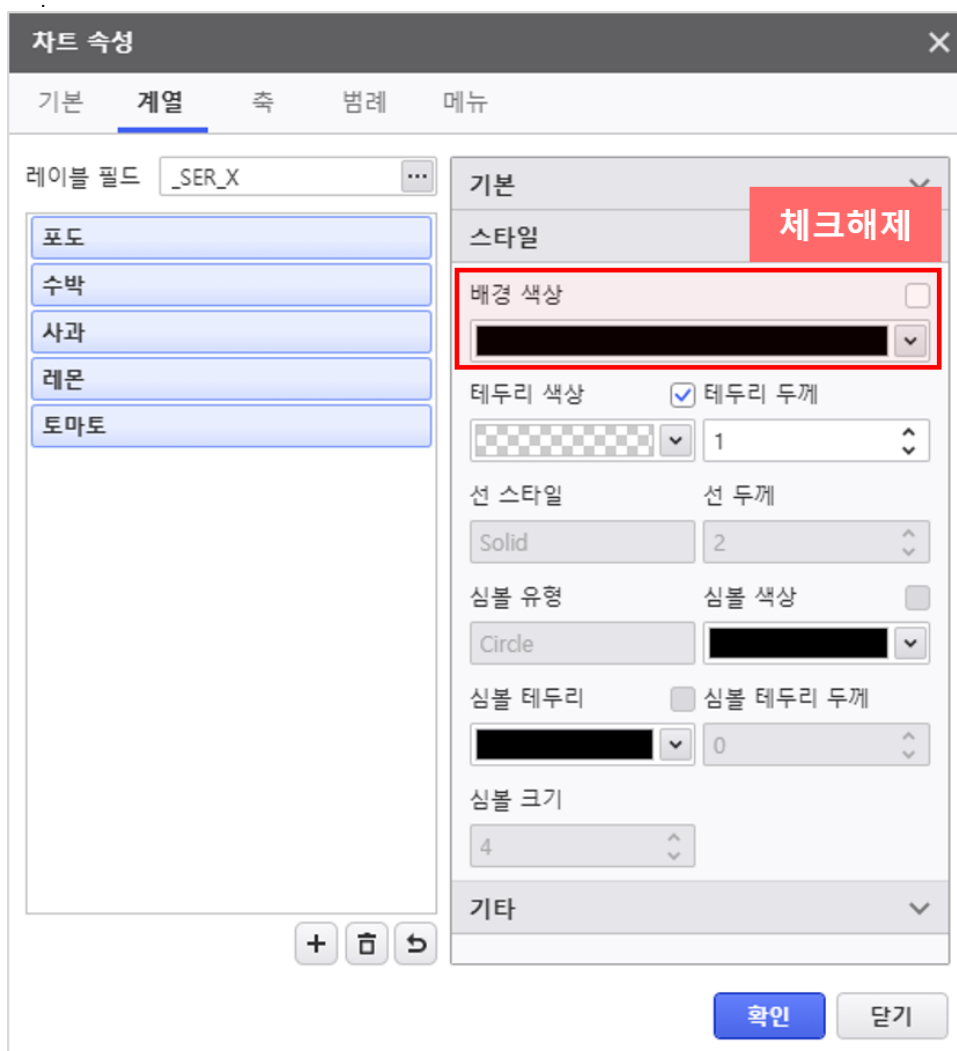 차트 속성
기본 계열 축 범례 메뉴
레이블 필드 _SER_X ...
포도
수박
사과
레몬
토마토
기본
스타일
체크해제
배경 색상
테두리 색상 테두리 두께
1
선 스타일 선 두께
Solid 2
심볼 유형 심볼 색상
Circle
심볼 테두리 심볼 테두리 두께
0
심볼 크기
4
기타
확인 닫기